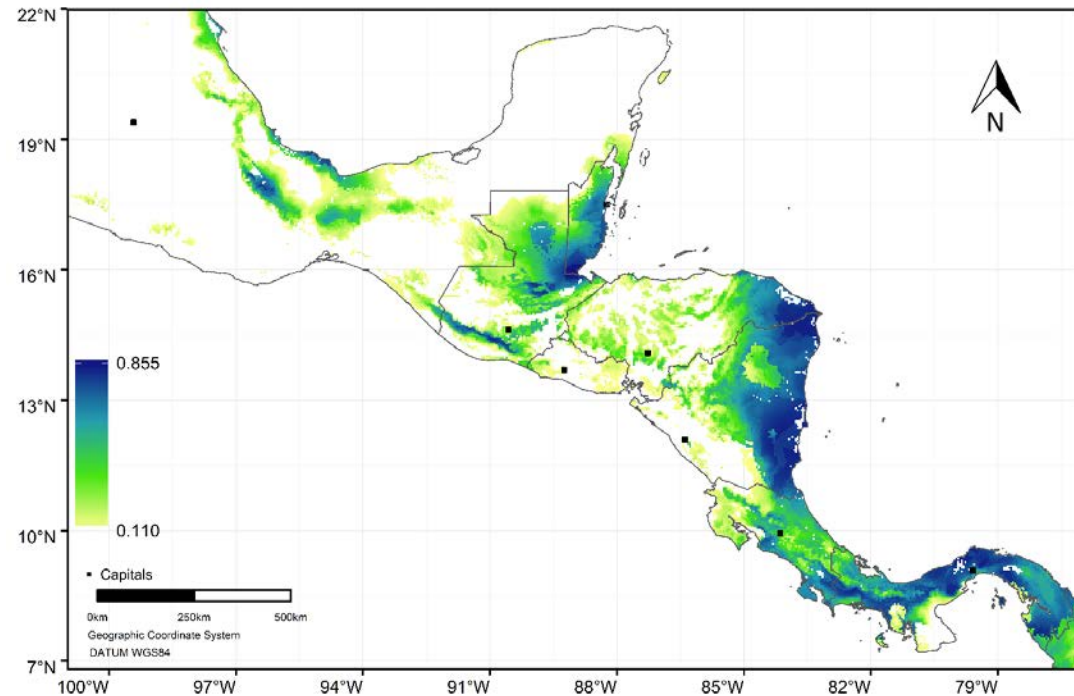 22°N
19°N
16°N
13°N
10°N
7°N
N
0.855
0.110
Capitals
0km 250km 500km
Geographic Coordinate System
DATUM WGS84
100°W 97°W 94°W 91°W 88°W 85°W 82°W 79°W